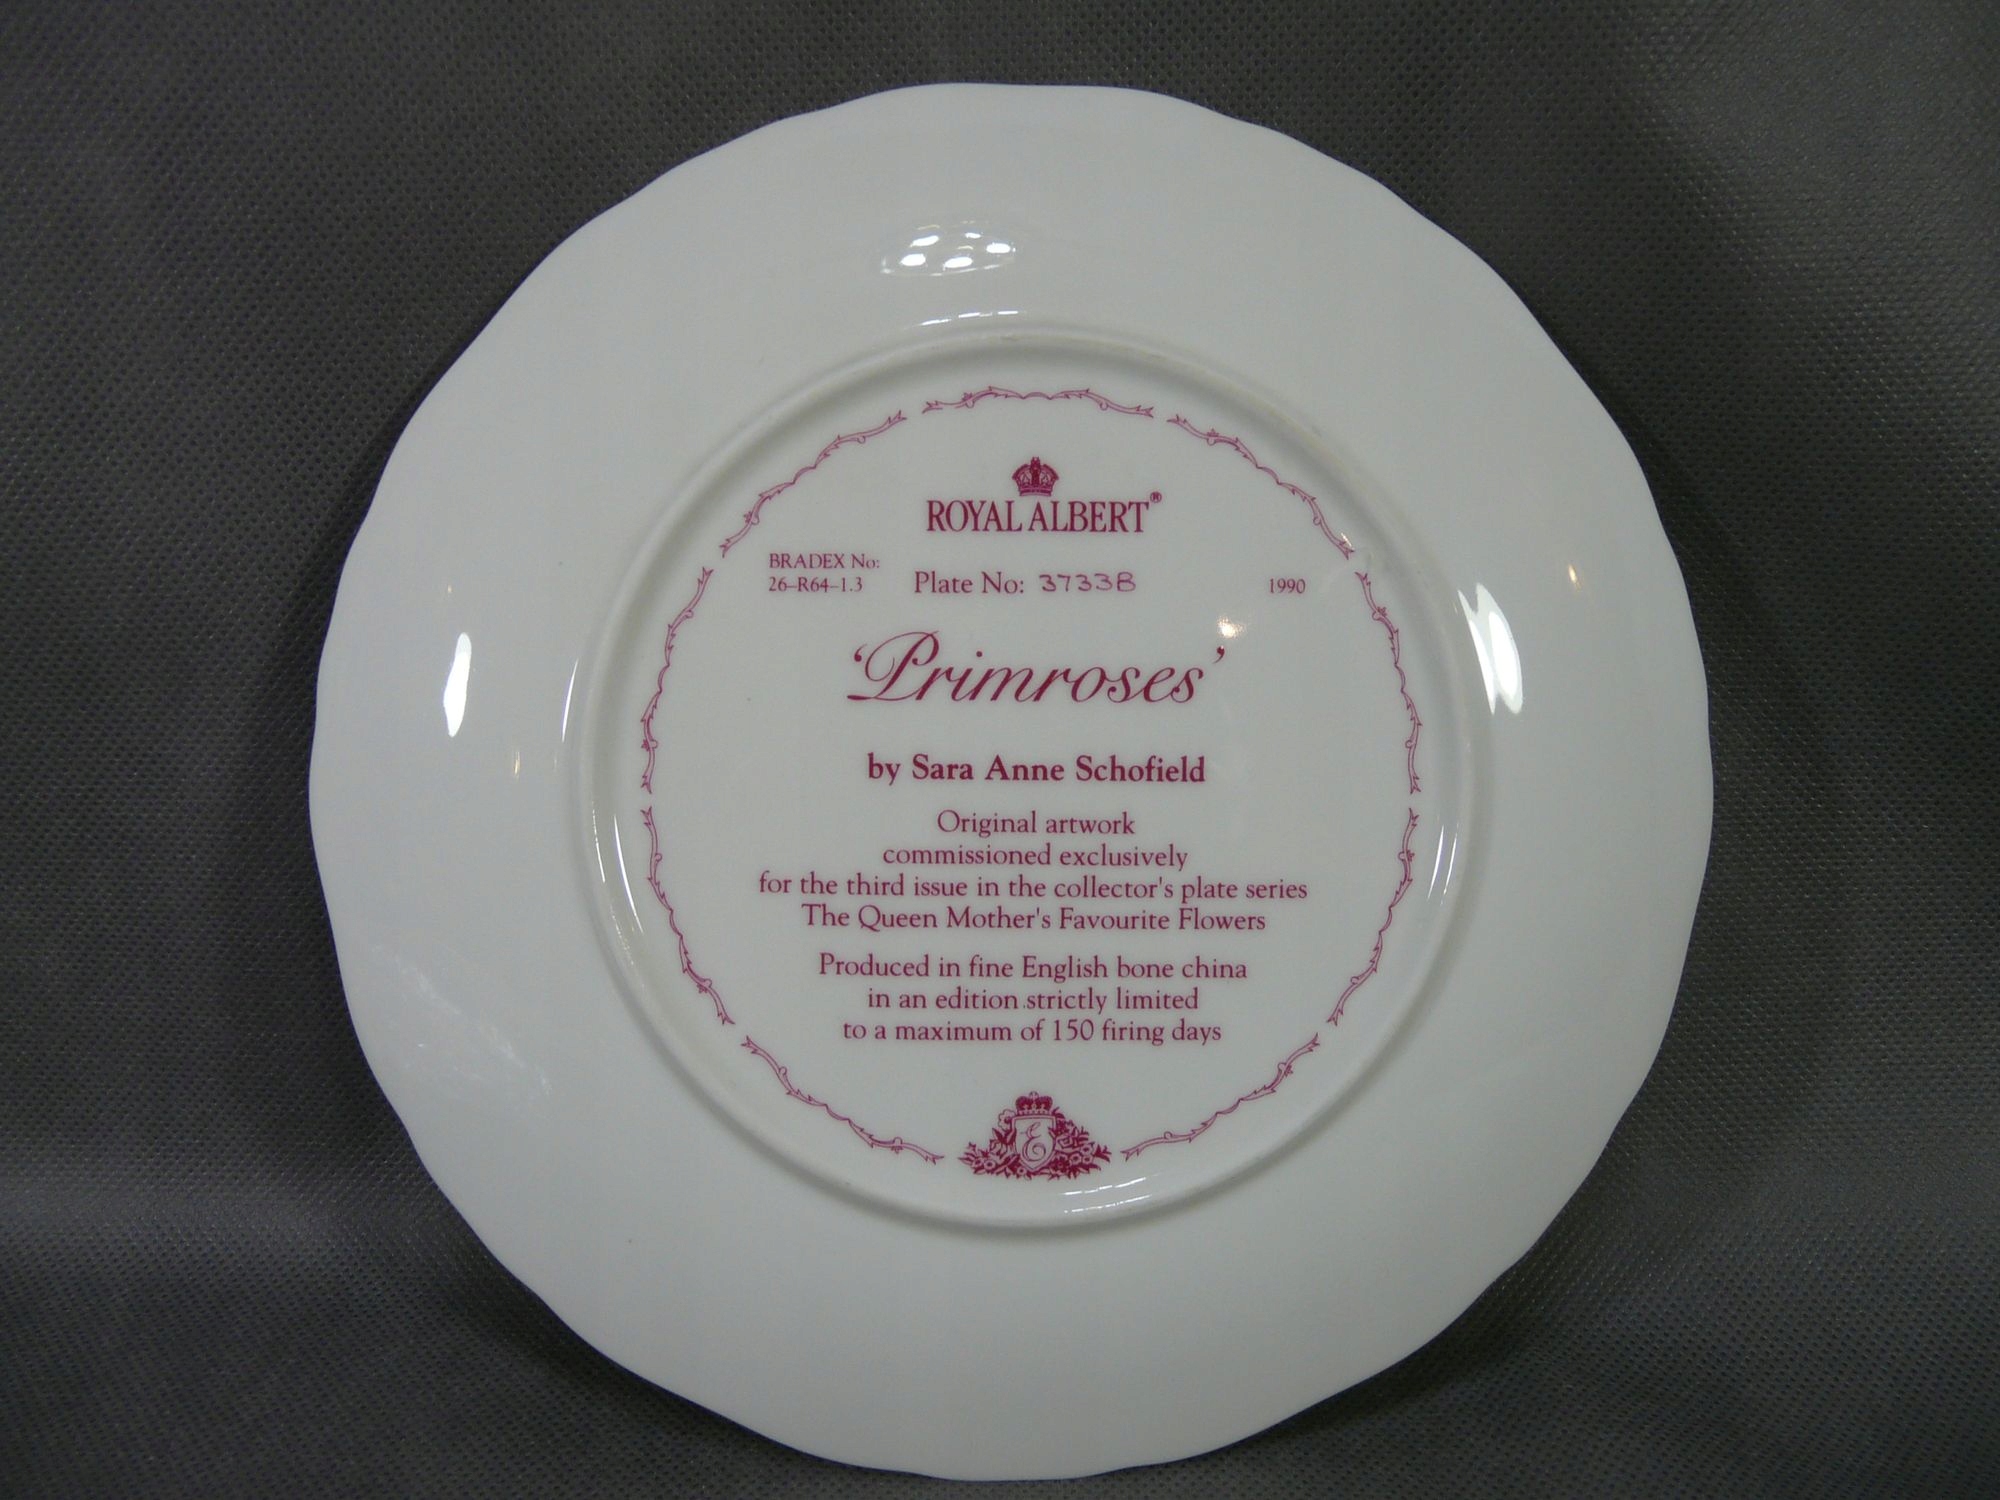 ROYAL ALBERT®
BRADEX No:
26-R64-1.3
Plate No: 3733B
1990
‘Primroses’
by Sara Anne Schofield
Original artwork
commissioned exclusively
for the third issue in the collector's plate series
The Queen Mother's Favourite Flowers
Produced in fine English bone china
in an edition strictly limited
to a maximum of 150 firing days
E